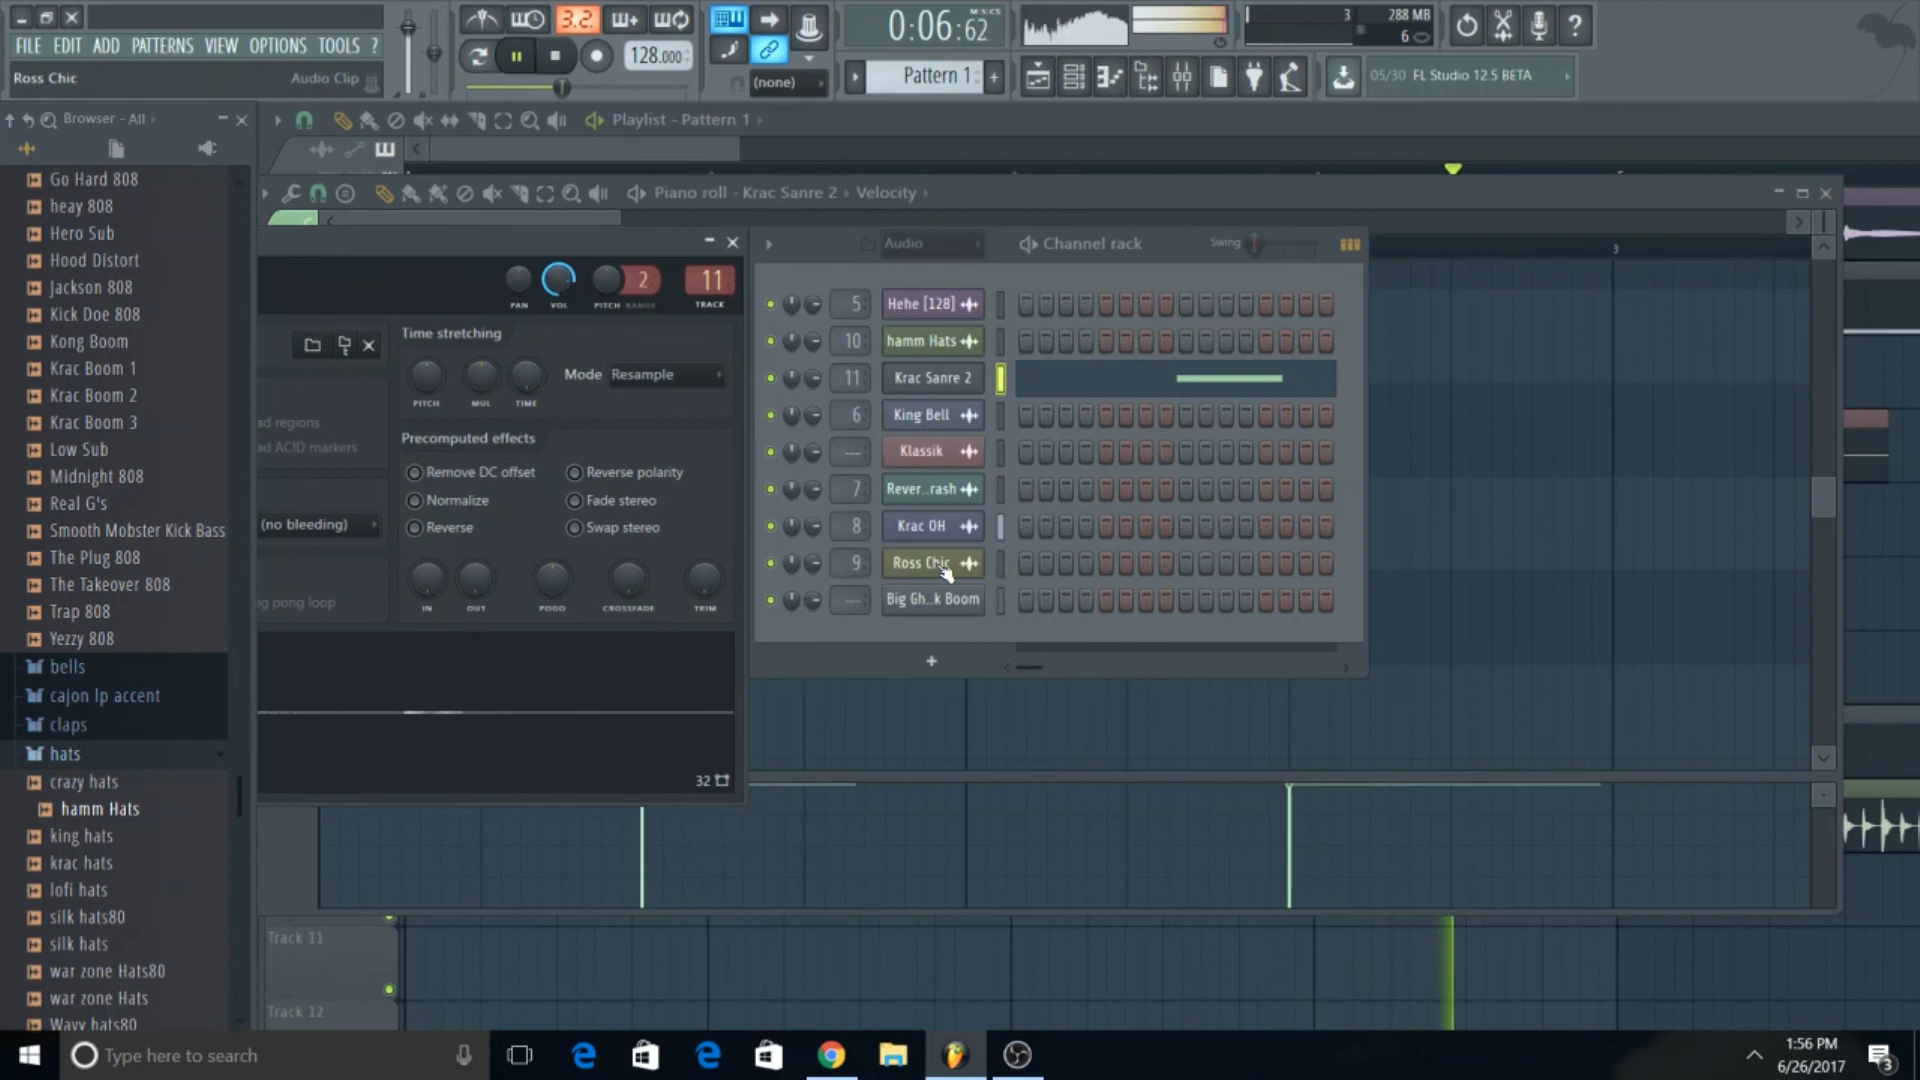 FILE EDIT ADD PATTERNS VIEW OPTIONS TOOLS ?
Ross Chic Audio Clip
3.2.
128.000
(none)
0:06:62
M:S:CS
Pattern 1
3
288 MB
6
05/30 FL Studio 12.5 BETA
Browser - All
Playlist - Pattern 1
Piano roll - Krac Sanre 2 Velocity
Go Hard 808
heay 808
Hero Sub
Hood Distort
Jackson 808
Kick Doe 808
Kong Boom
Krac Boom 1
Krac Boom 2
Krac Boom 3
Low Sub
Midnight 808
Real G's
Smooth Mobster Kick Bass
The Plug 808
The Takeover 808
Trap 808
Yezzy 808
bells
cajon lp accent
claps
hats
crazy hats
hamm Hats
king hats
krac hats
lofi hats
silk hats80
silk hats
war zone Hats80
war zone Hats
Wavy hats80
PAN VOL PITCH RANGE 2 11 TRACK
Time stretching
PITCH MUL TIME
Mode Resample
ad regions
ad ACID markers
Precomputed effects
Remove DC offset
Reverse polarity
Normalize
Fade stereo
Reverse
Swap stereo
(no bleeding)
ng pong loop
IN OUT POGO CROSSFADE TRIM
32
Audio
Channel rack
Swing
5 Hehe [128]
10 hamm Hats
11 Krac Sanre 2
6 King Bell
--- Klassik
7 Rever..rash
8 Krac OH
9 Ross Chic
--- Big Gh..k Boom
+
3
Track 11
Track 12
Type here to search
1:56 PM
6/26/2017
3